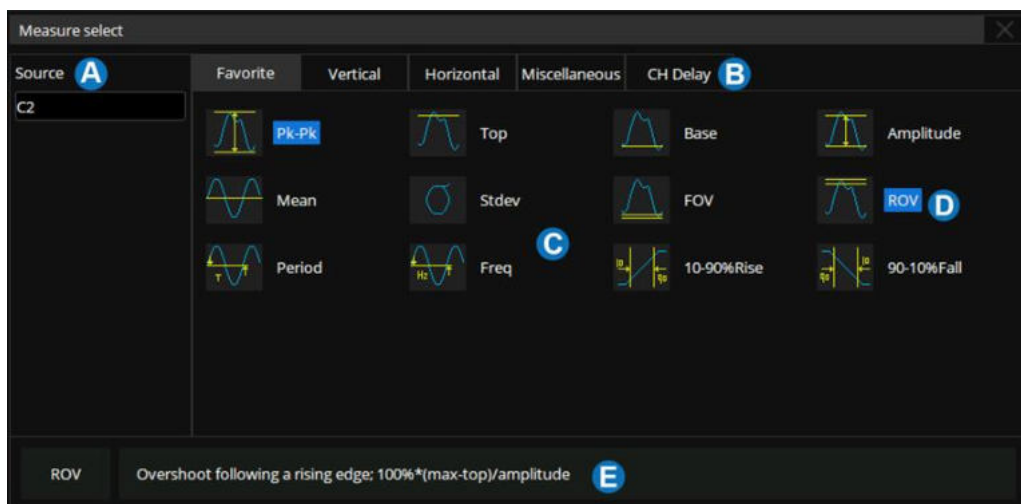 Measure select
Source A
Favorite Vertical Horizontal Miscellaneous CH Delay B
C2
Pk-Pk Top Base Amplitude
Mean Stdev FOV ROV D
C
T Period Hz Freq 10-90%Rise 90-10%Fall
ROV Overshoot following a rising edge; 100%*(max-top)/amplitude E